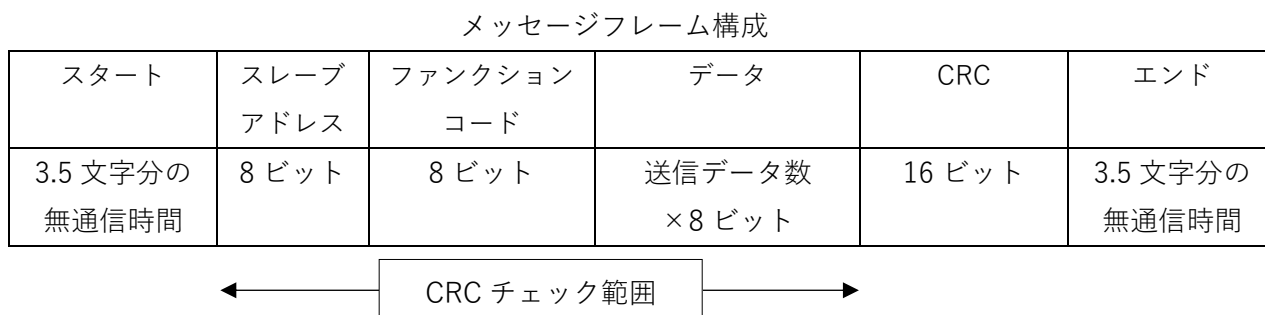 メッセージフレーム構成
スタート スレーブ ファンクション データ CRC エンド
アドレス コード
3.5 文字分の 8 ビット 8 ビット 送信データ数 16 ビット 3.5 文字分の
無通信時間 ×8 ビット 無通信時間
CRC チェック範囲